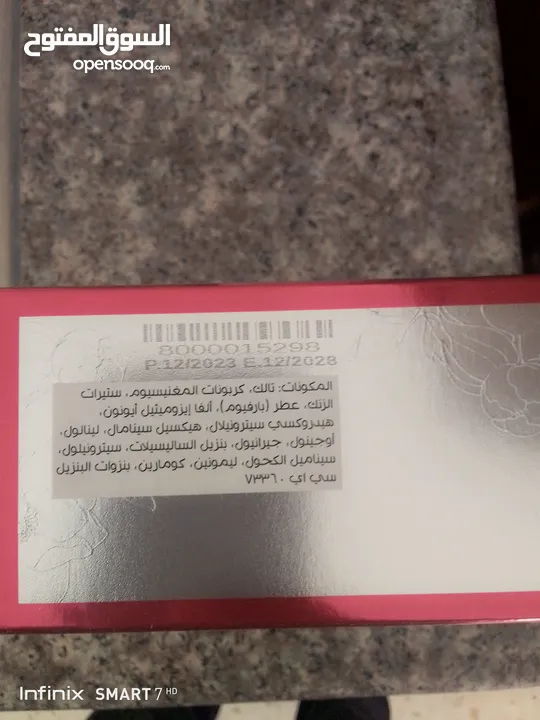 السوق المفتوح
opensooq.com
8000015298
P.12/2023 E.12/2028
المكونات: تالك، كربونات المغنيسيوم، ستيرات
الزنك، عطر (بارفيوم)، ألفا إيزوميثيل أيونون،
هيدروكسي سيترونيلال، هيكسيل سينامال، لينالول،
أوجينول، جيرانيول، بنزيل الساليسيلات، سيترونيلول،
سيناميل الكحول، ليمونين، كومارين، بنزوات البنزيل
سي اي ٧٣٣٦٠
Infinix SMART 7 HD